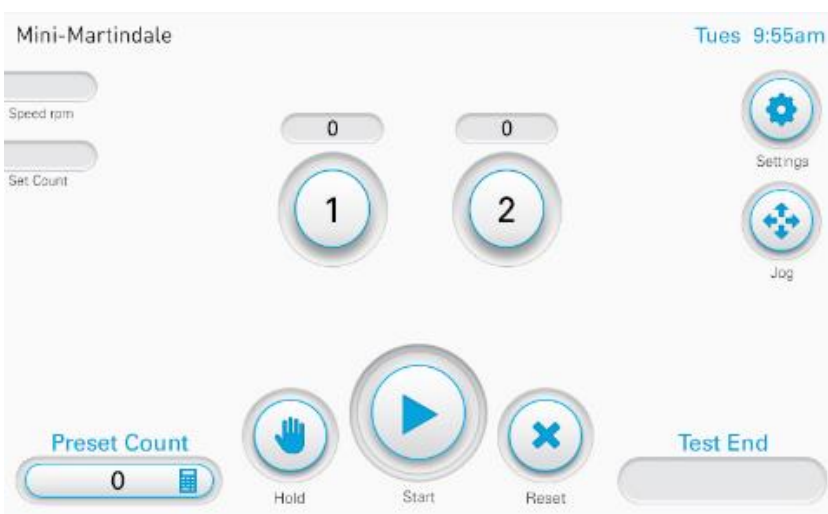 Mini-Martindale
Tues 9:55am
Speed rpm
Set Count
0
0
1
2
Settings
Jog
Preset Count
0
Hold
Start
Reset
Test End